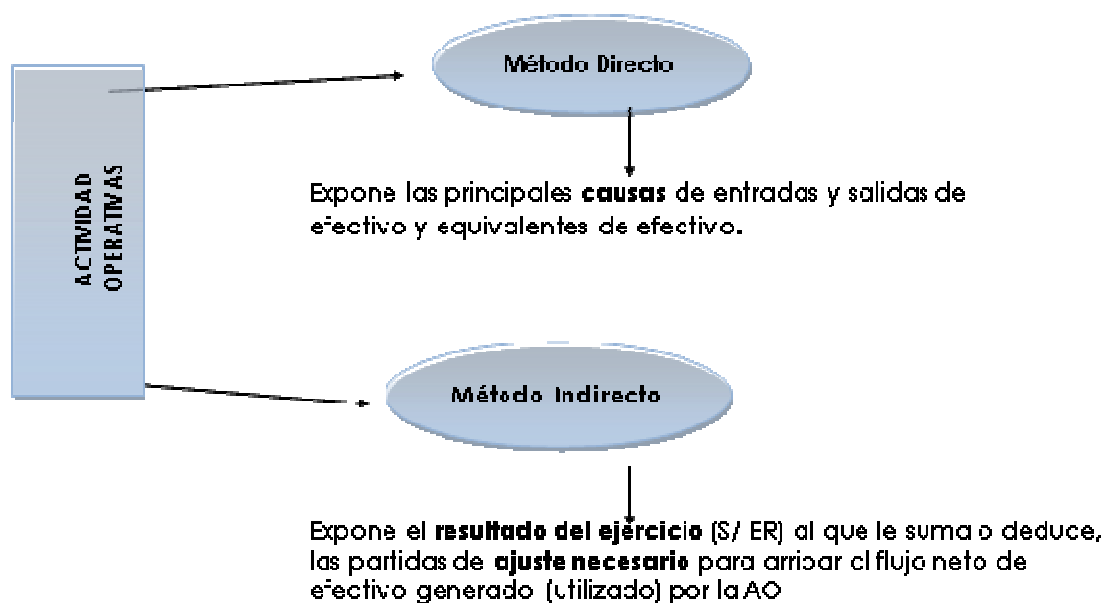 ACTIVIDAD
OPERATIVAS
Método Directo
Expone las principales causas de entradas y salidas de
efectivo y equivalentes de efectivo.
Método Indirecto
Expone el resultado del ejercicio (S/ ER) al que le suma o deduce,
las partidas de ajuste necesario para arribar al flujo neto de
efectivo generado (utilizado) por la AO